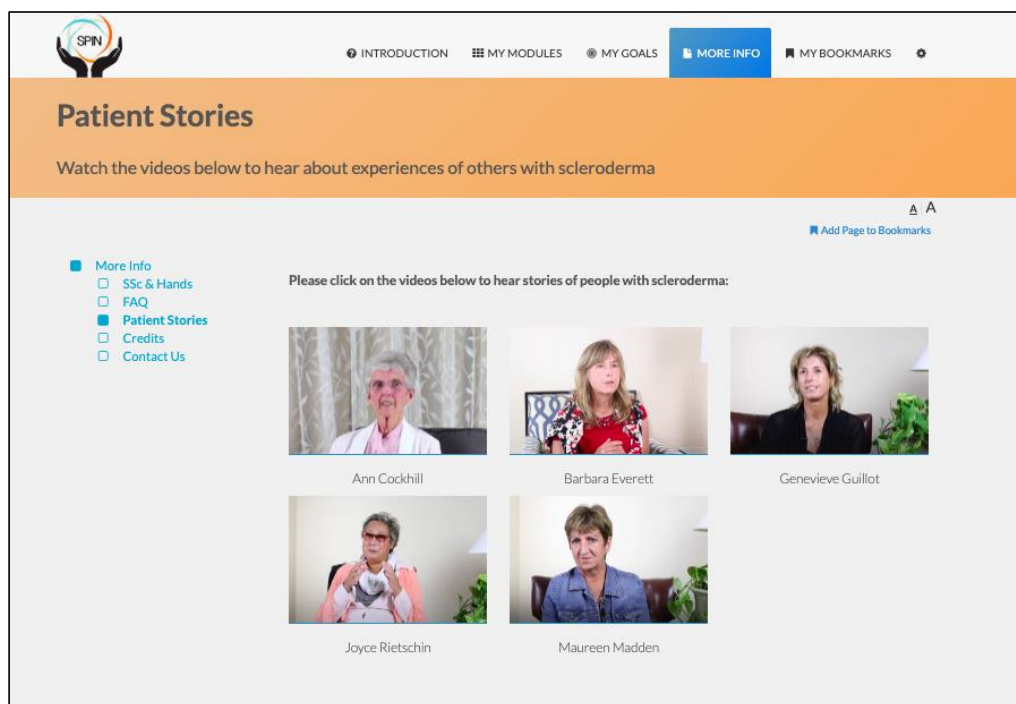 SPIN
INTRODUCTION MY MODULES MY GOALS MORE INFO MY BOOKMARKS
Patient Stories
Watch the videos below to hear about experiences of others with scleroderma
A A
Add Page to Bookmarks
More Info
SSc & Hands
FAQ
Patient Stories
Credits
Contact Us
Please click on the videos below to hear stories of people with scleroderma:
Ann Cockhill Barbara Everett Genevieve Guillot
Joyce Rietschin Maureen Madden